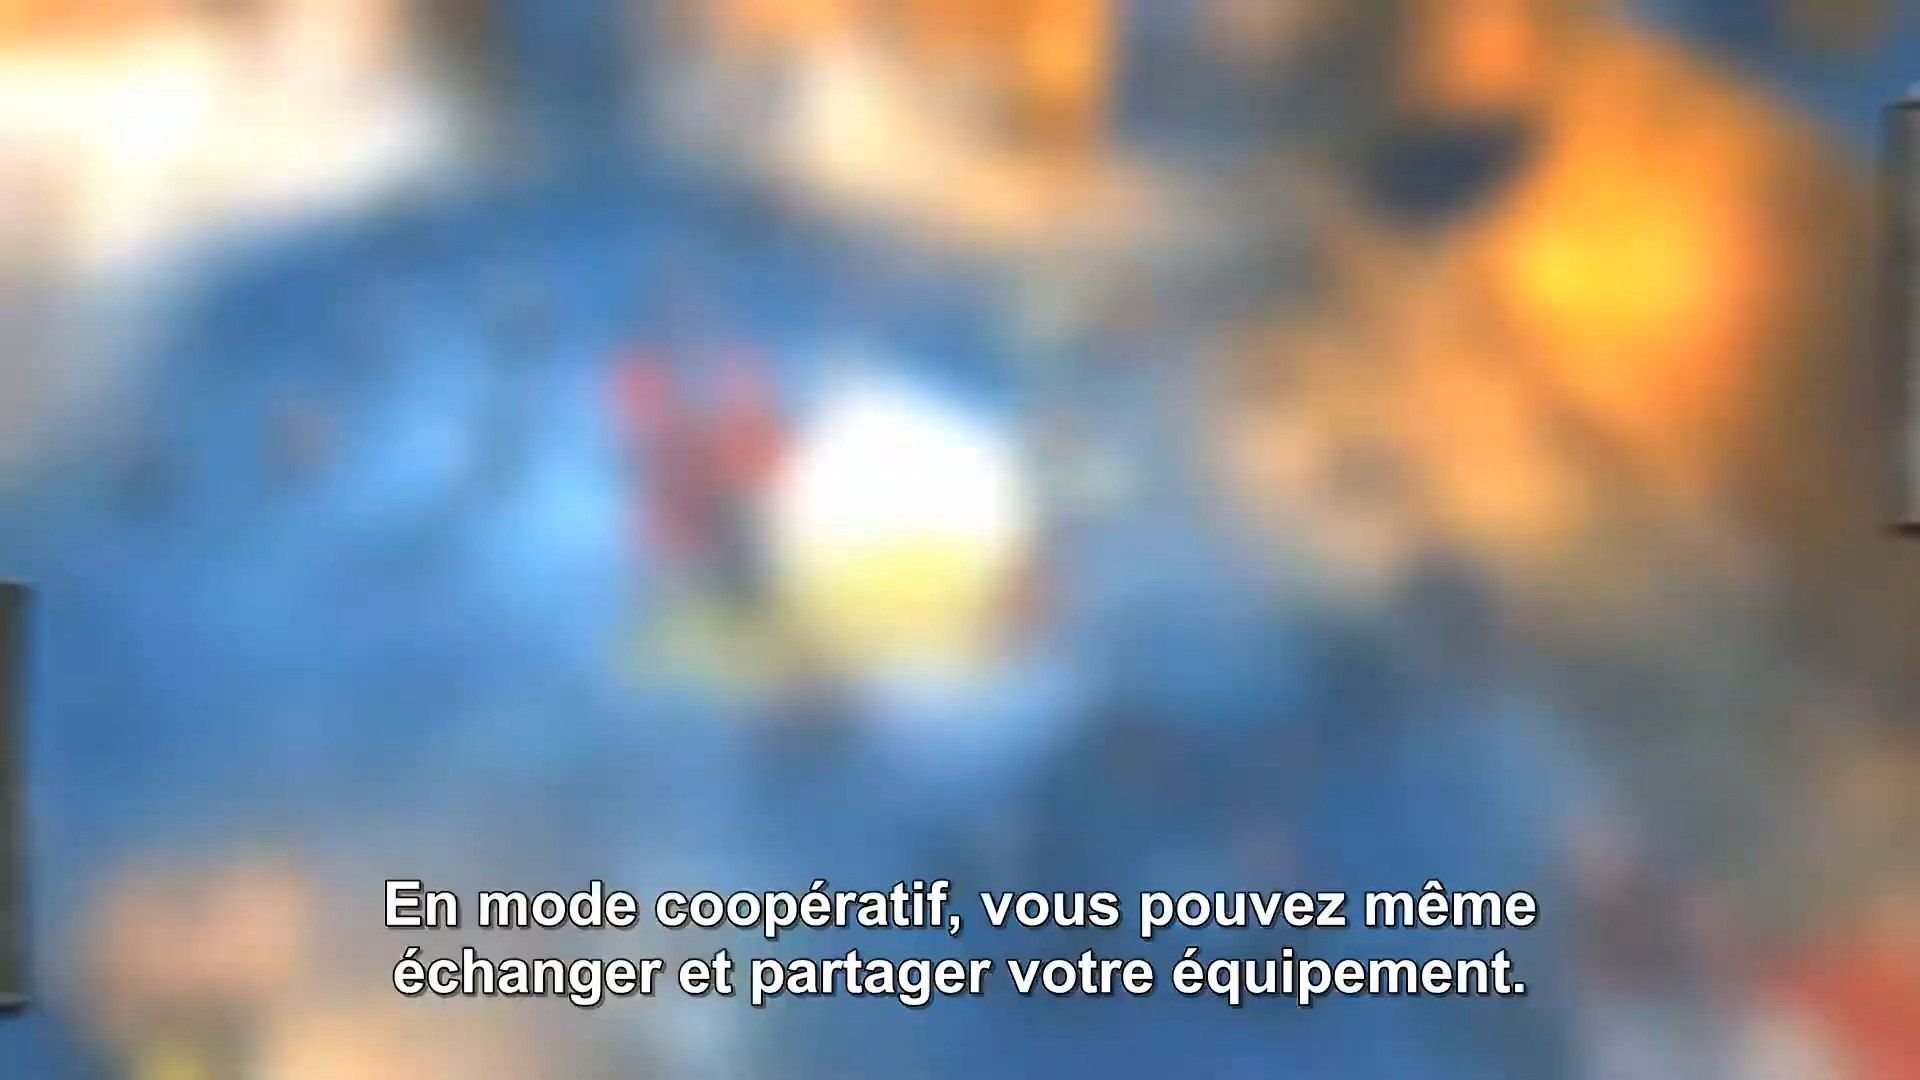 En mode coopératif, vous pouvez même
échanger et partager votre équipement.